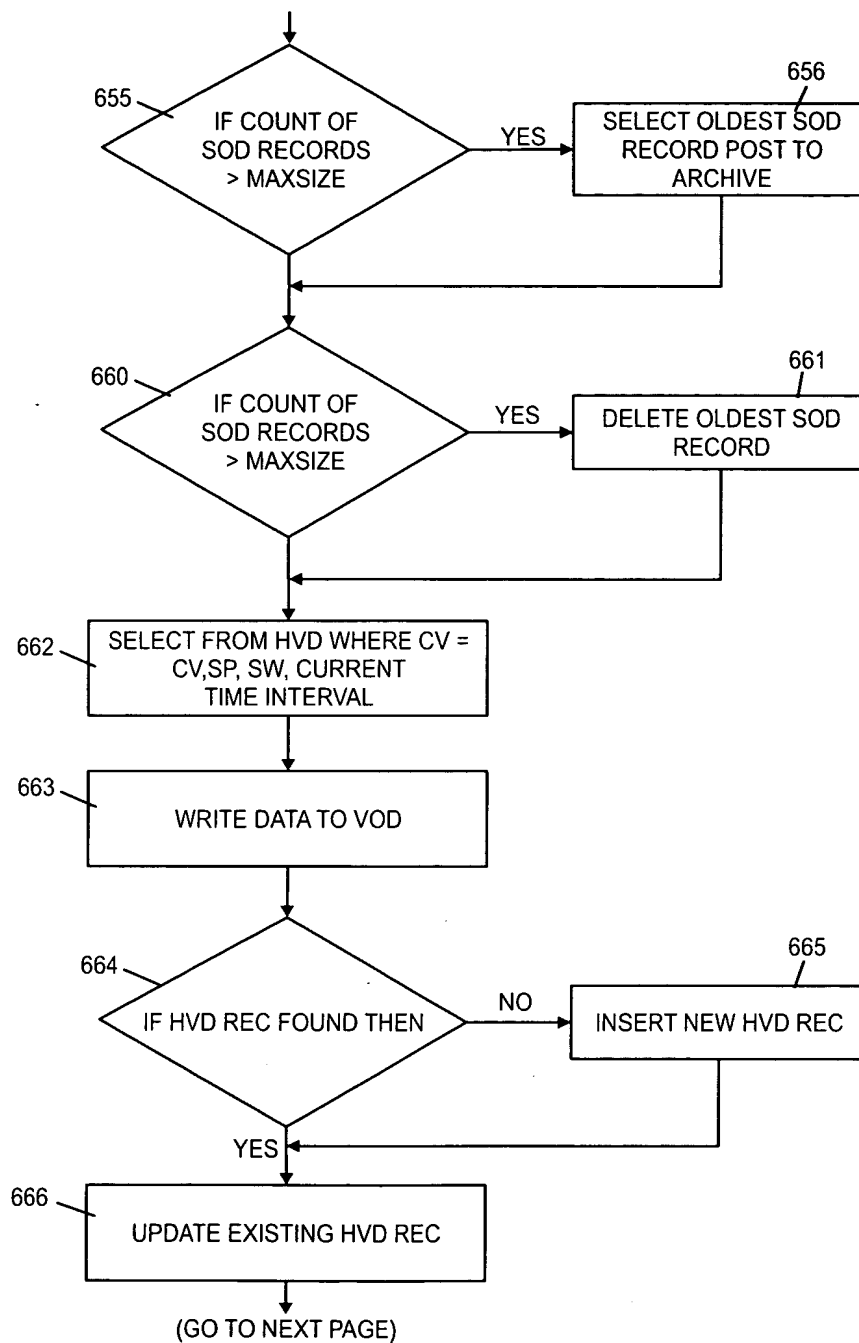 655
IF COUNT OF
SOD RECORDS
> MAXSIZE
YES
656
SELECT OLDEST SOD
RECORD POST TO
ARCHIVE
660
IF COUNT OF
SOD RECORDS
> MAXSIZE
YES
661
DELETE OLDEST SOD
RECORD
662
SELECT FROM HVD WHERE CV =
CV,SP, SW, CURRENT
TIME INTERVAL
663
WRITE DATA TO VOD
664
IF HVD REC FOUND THEN
NO
665
INSERT NEW HVD REC
YES
666
UPDATE EXISTING HVD REC
(GO TO NEXT PAGE)